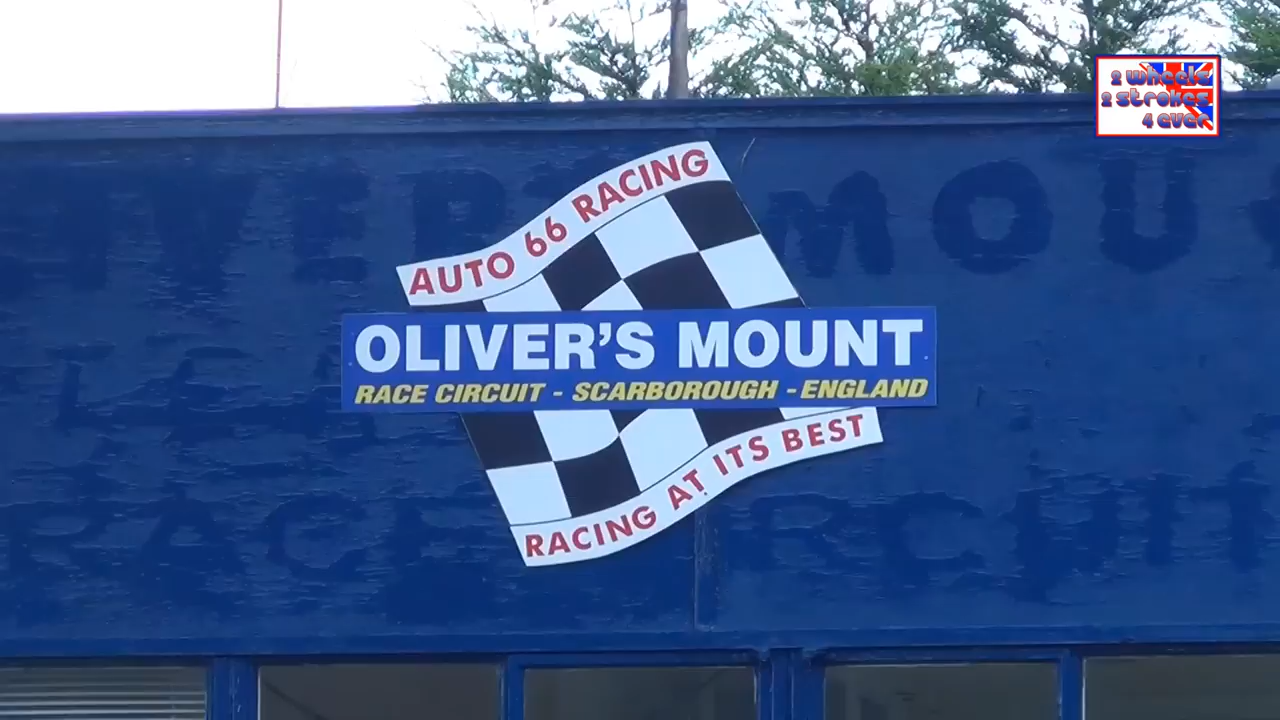 2 wheels
2 strokes
4 ever
AUTO 66 RACING
OLIVER'S MOUNT
RACE CIRCUIT - SCARBOROUGH - ENGLAND
RACING AT ITS BEST